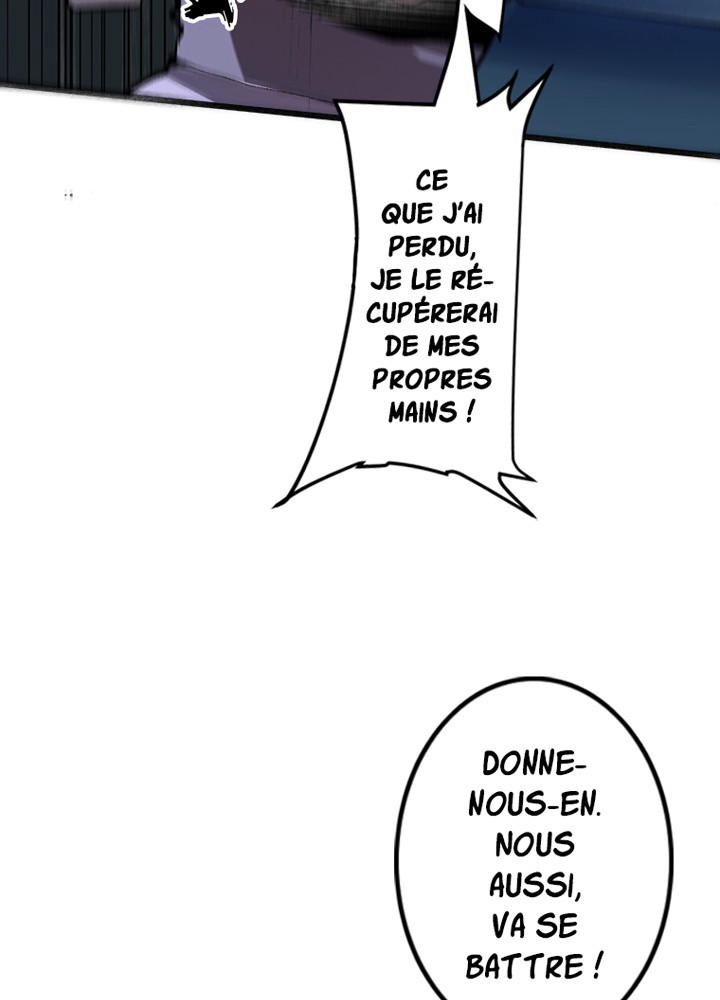 CE
QUE J'AI
PERDU,
JE LE RÉ-
CUPÉRERAI
DE MES
PROPRES
MAINS !
DONNE-
NOUS-EN.
NOUS
AUSSI,
VA SE
BATTRE !